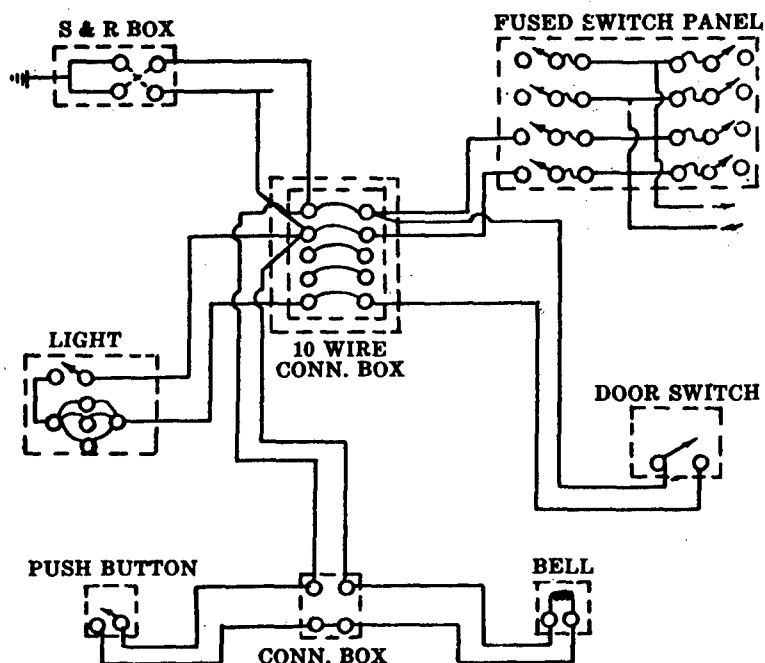 S & R BOX
FUSED SWITCH PANEL
10 WIRE
CONN. BOX
LIGHT
DOOR SWITCH
PUSH BUTTON
BELL
CONN. BOX